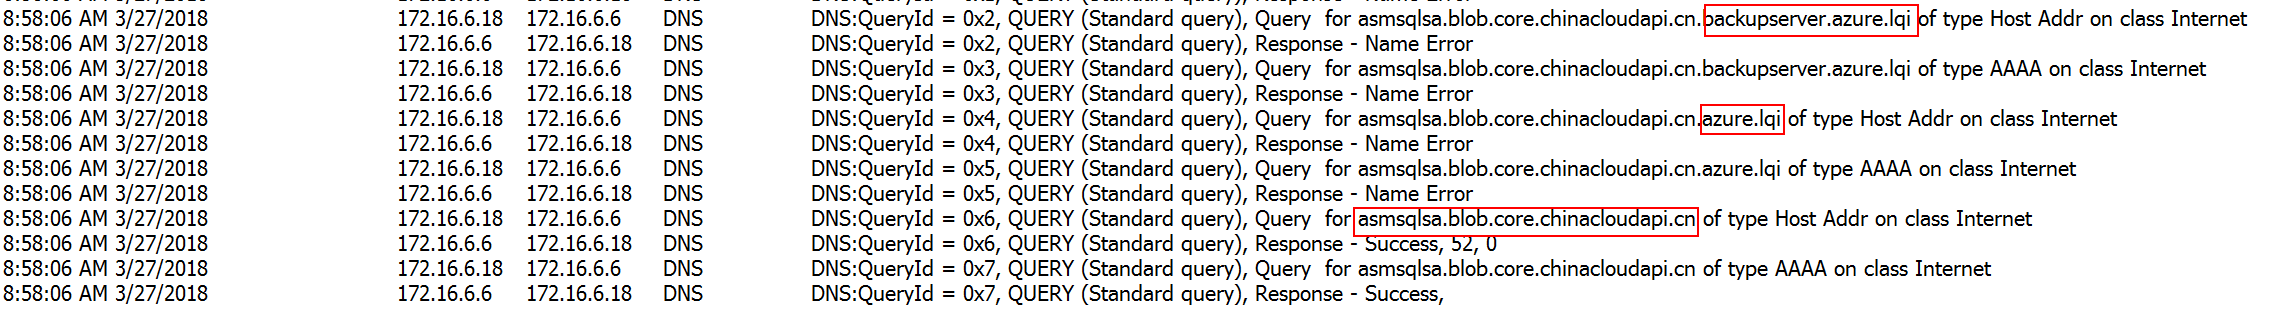 8:58:06 AM 3/27/2018 172.16.6.18 172.16.6.6 DNS DNS:QueryId = 0x2, QUERY (Standard query), Query for asmsqlsa.blob.core.chinacloudapi.cn.backupserver.azure.lqi of type Host Addr on class Internet
8:58:06 AM 3/27/2018 172.16.6.6 172.16.6.18 DNS DNS:QueryId = 0x2, QUERY (Standard query), Response - Name Error
8:58:06 AM 3/27/2018 172.16.6.18 172.16.6.6 DNS DNS:QueryId = 0x3, QUERY (Standard query), Query for asmsqlsa.blob.core.chinacloudapi.cn.backupserver.azure.lqi of type AAAA on class Internet
8:58:06 AM 3/27/2018 172.16.6.6 172.16.6.18 DNS DNS:QueryId = 0x3, QUERY (Standard query), Response - Name Error
8:58:06 AM 3/27/2018 172.16.6.18 172.16.6.6 DNS DNS:QueryId = 0x4, QUERY (Standard query), Query for asmsqlsa.blob.core.chinacloudapi.cn.azure.lqi of type Host Addr on class Internet
8:58:06 AM 3/27/2018 172.16.6.6 172.16.6.18 DNS DNS:QueryId = 0x4, QUERY (Standard query), Response - Name Error
8:58:06 AM 3/27/2018 172.16.6.18 172.16.6.6 DNS DNS:QueryId = 0x5, QUERY (Standard query), Query for asmsqlsa.blob.core.chinacloudapi.cn.azure.lqi of type AAAA on class Internet
8:58:06 AM 3/27/2018 172.16.6.6 172.16.6.18 DNS DNS:QueryId = 0x5, QUERY (Standard query), Response - Name Error
8:58:06 AM 3/27/2018 172.16.6.18 172.16.6.6 DNS DNS:QueryId = 0x6, QUERY (Standard query), Query for asmsqlsa.blob.core.chinacloudapi.cn of type Host Addr on class Internet
8:58:06 AM 3/27/2018 172.16.6.6 172.16.6.18 DNS DNS:QueryId = 0x6, QUERY (Standard query), Response - Success, 52, 0
8:58:06 AM 3/27/2018 172.16.6.18 172.16.6.6 DNS DNS:QueryId = 0x7, QUERY (Standard query), Query for asmsqlsa.blob.core.chinacloudapi.cn of type AAAA on class Internet
8:58:06 AM 3/27/2018 172.16.6.6 172.16.6.18 DNS DNS:QueryId = 0x7, QUERY (Standard query), Response - Success,